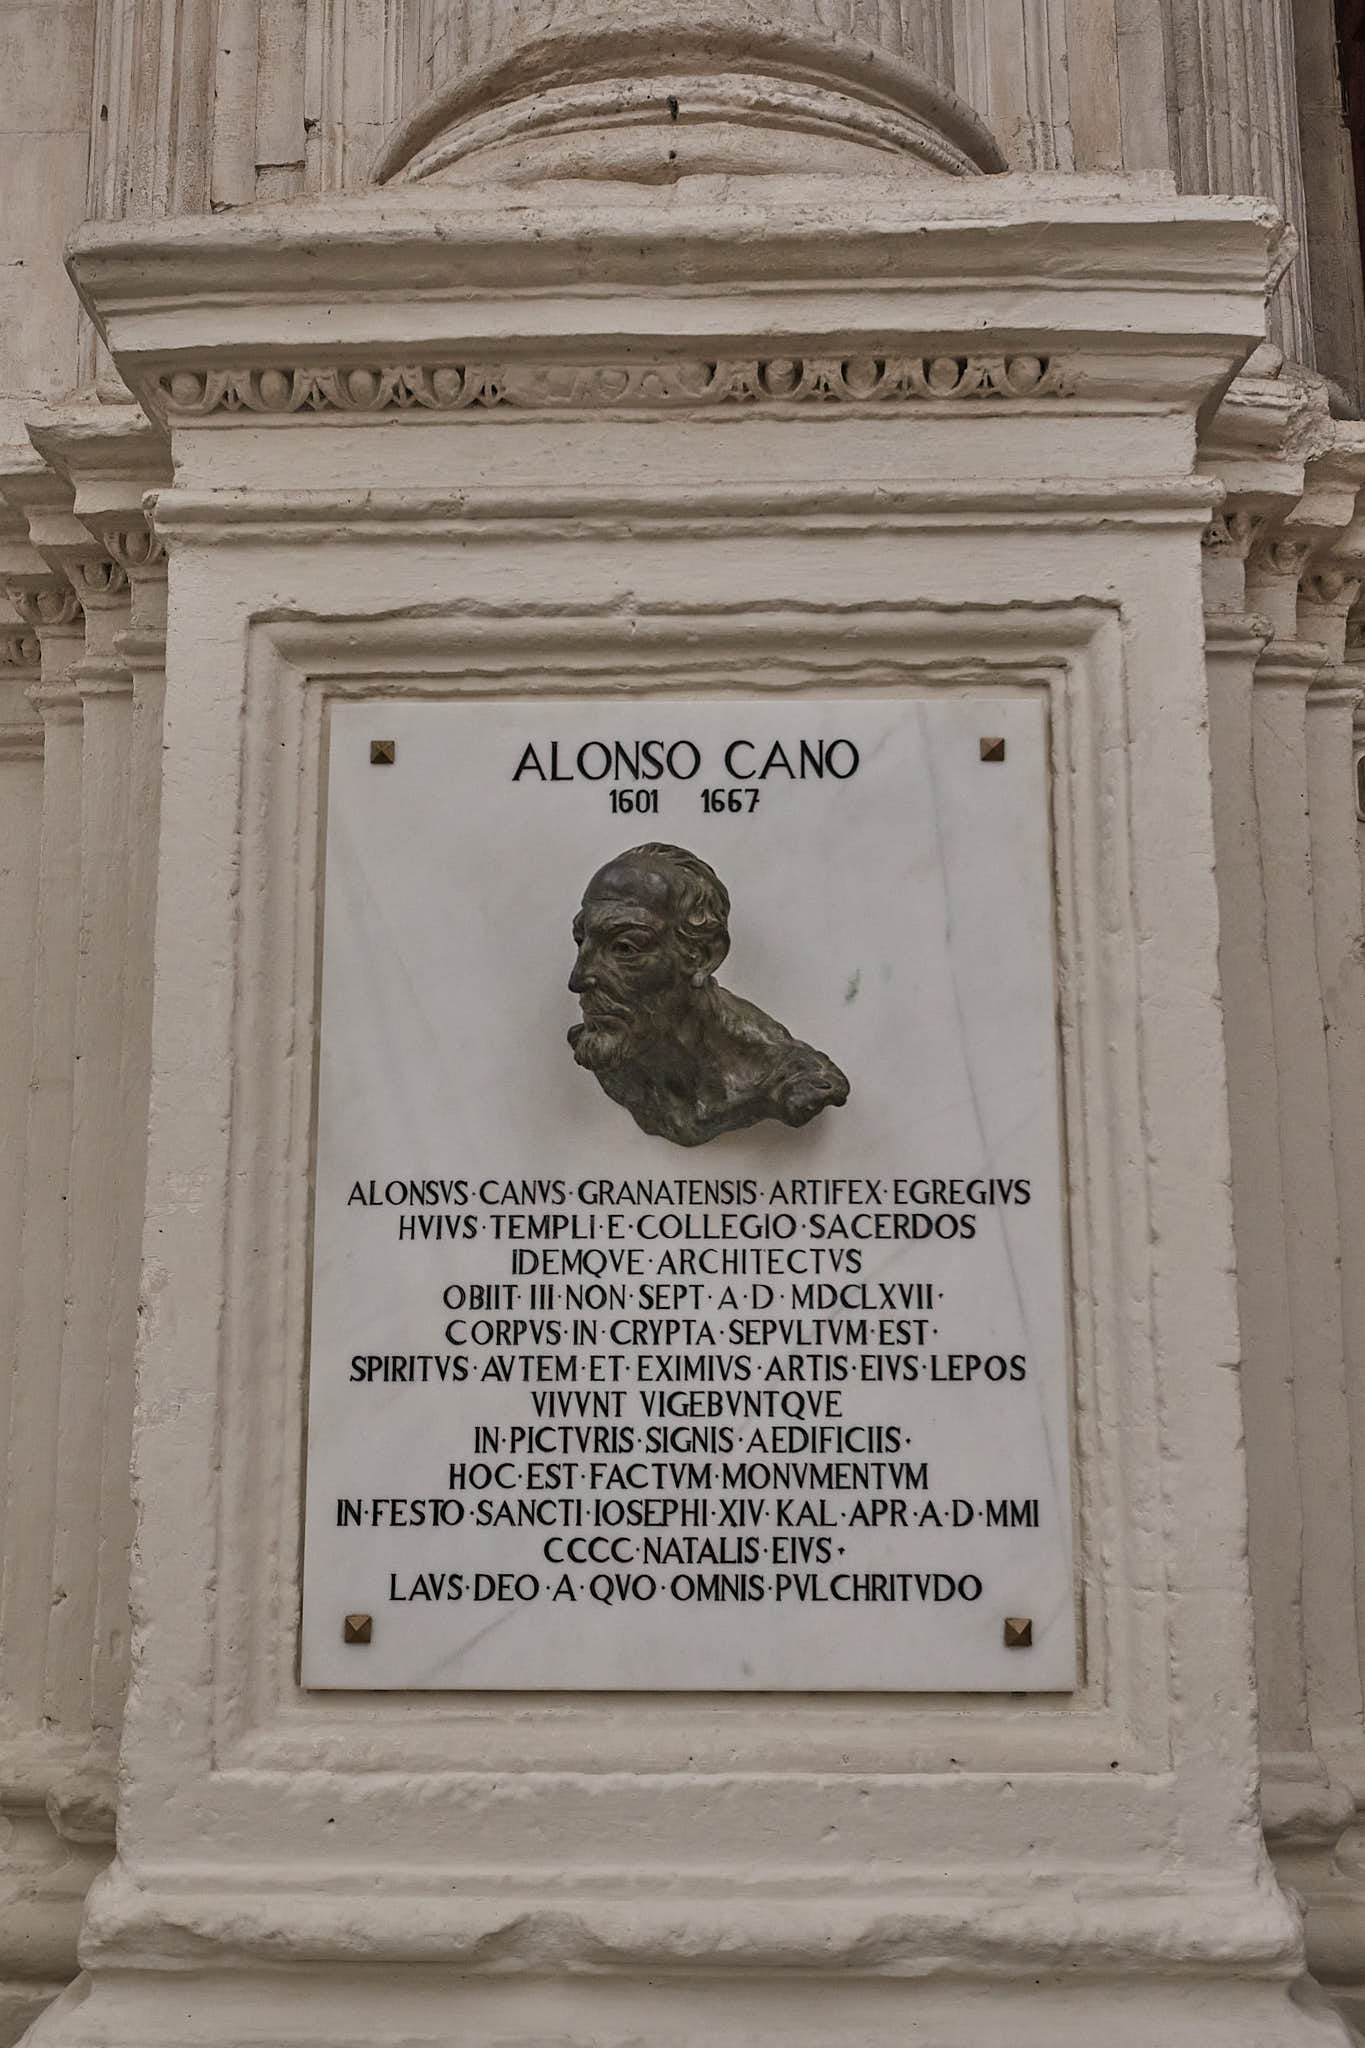 ALONSO CANO
1601 1667
ALONSVS·CANVS·GRANATENSIS·ARTIFEX·EGREGIVS
HVIVS·TEMPLI·E·COLLEGIO·SACERDOS
IDEMQVE·ARCHITECTVS
OBIIT·III·NON·SEPT·A·D·MDCLXVII·
CORPVS·IN·CRYPTA·SEPVLTVM·EST·
SPIRITVS·AVTEM·ET·EXIMIVS·ARTIS·EIVS·LEPOS
VIVVNT VIGEBVNTQVE
IN·PICTVRIS·SIGNIS·AEDIFICIIS·
HOC·EST·FACTVM·MONVMENTVM
IN·FESTO·SANCTI·IOSEPHI·XIV·KAL·APR·A·D·MMI
CCCC·NATALIS·EIVS·
LAVS·DEO·A·QVO·OMNIS·PVLCHRITVDO